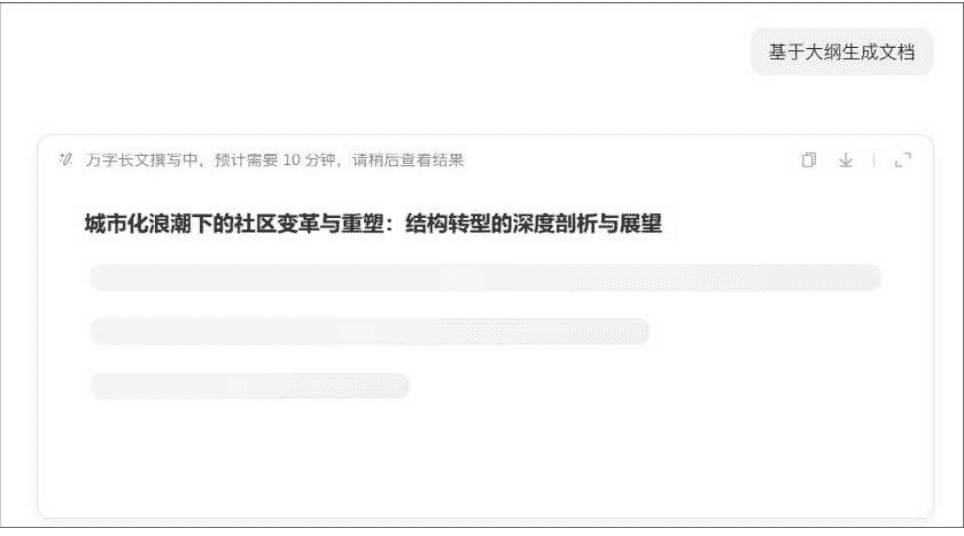 基于大纲生成文档
万字长文撰写中，预计需要 10 分钟，请稍后查看结果
城市化浪潮下的社区变革与重塑：结构转型的深度剖析与展望